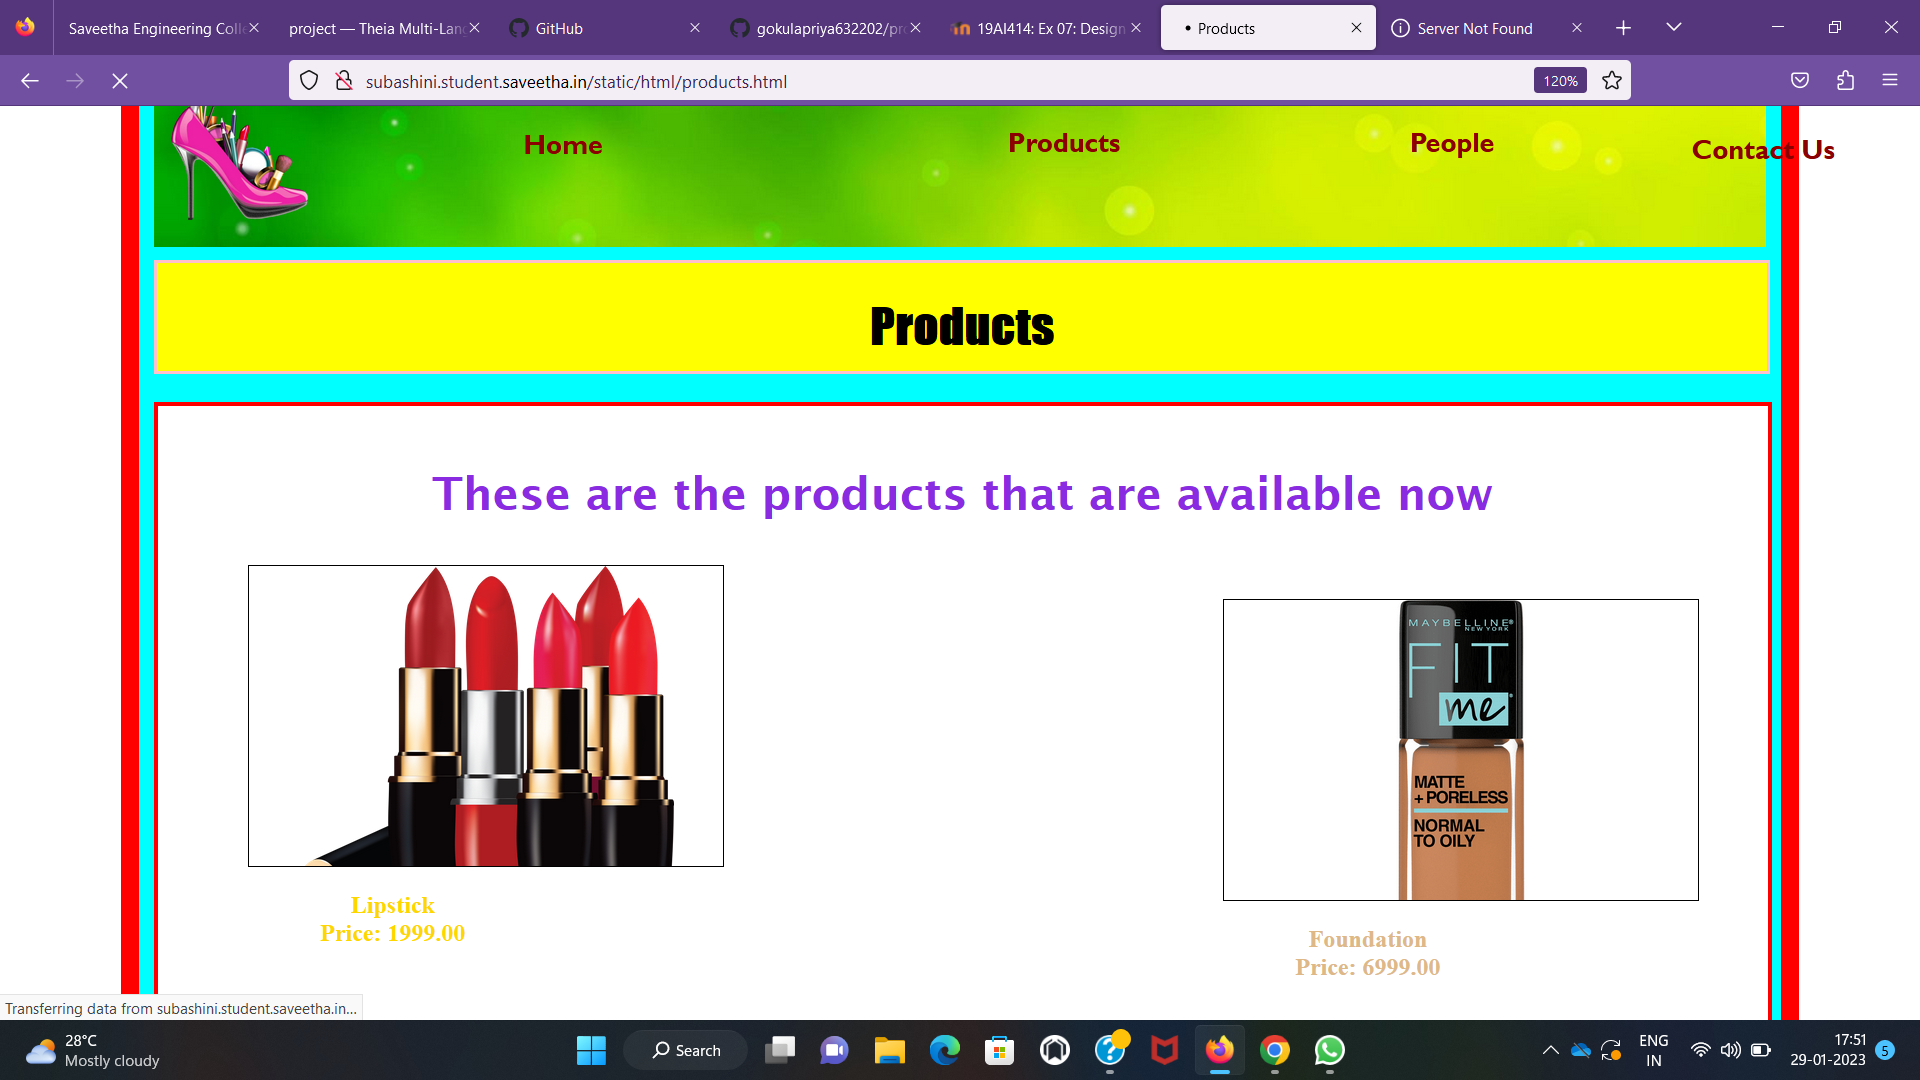 Saveetha Engineering Coll
project — Theia Multi-Lang
GitHub
gokulapriya632202/pro
19AI414: Ex 07: Design
• Products
Server Not Found
subashini.student.saveetha.in/static/html/products.html
120%
Home
Products
People
Contact Us
Products
These are the products that are available now
MAYBELLINE
NEW YORK
FIT
me
MATTE
+ PORELESS
NORMAL
TO OILY
Lipstick
Price: 1999.00
Foundation
Price: 6999.00
Transferring data from subashini.student.saveetha.in...
28°C
Mostly cloudy
Search
ENG
IN
17:51
29-01-2023
5